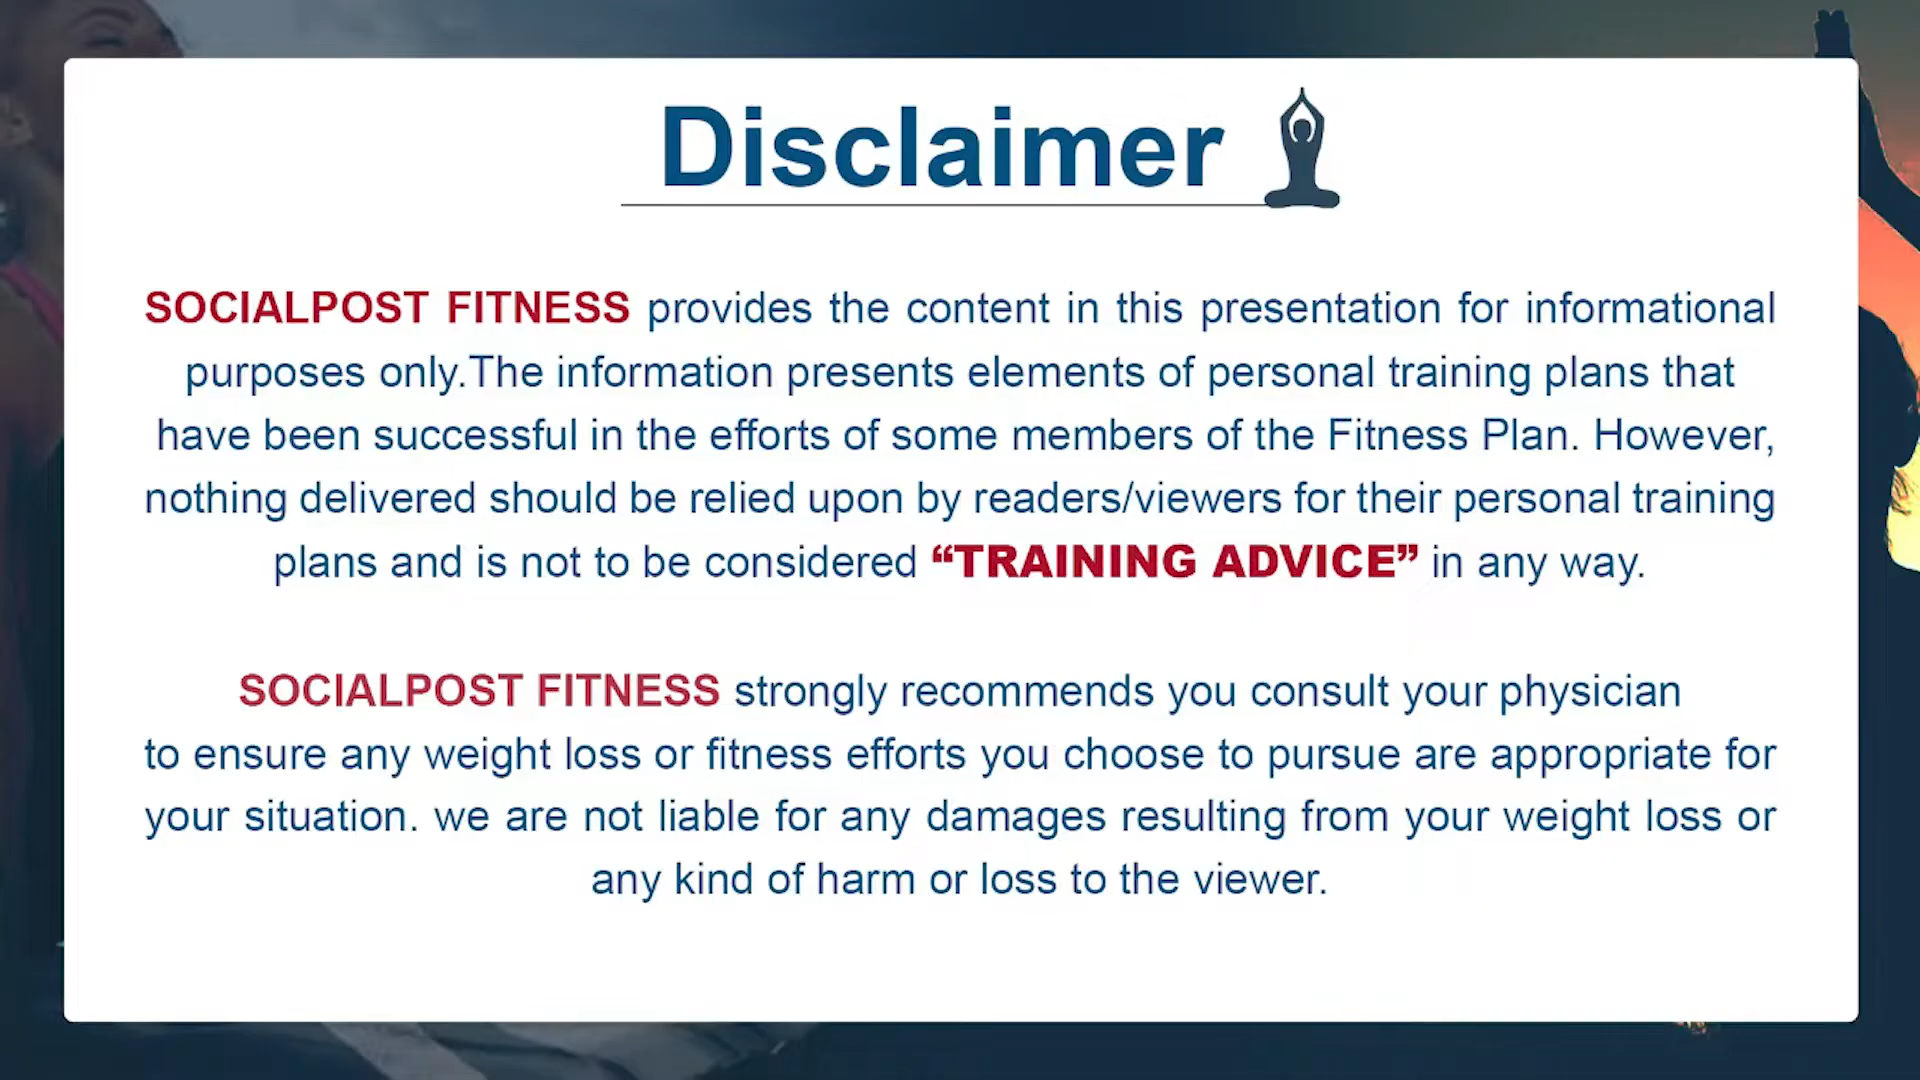 Disclaimer
SOCIALPOST FITNESS provides the content in this presentation for informational
purposes only.The information presents elements of personal training plans that
have been successful in the efforts of some members of the Fitness Plan. However,
nothing delivered should be relied upon by readers/viewers for their personal training
plans and is not to be considered “TRAINING ADVICE” in any way.
SOCIALPOST FITNESS strongly recommends you consult your physician
to ensure any weight loss or fitness efforts you choose to pursue are appropriate for
your situation. we are not liable for any damages resulting from your weight loss or
any kind of harm or loss to the viewer.